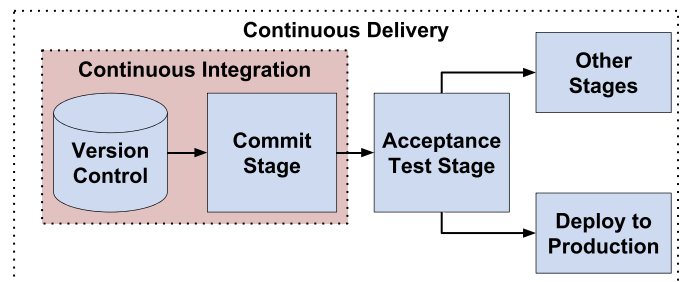 Continuous Delivery
Continuous Integration
Version
Control
Commit
Stage
Acceptance
Test Stage
Other
Stages
Deploy to
Production